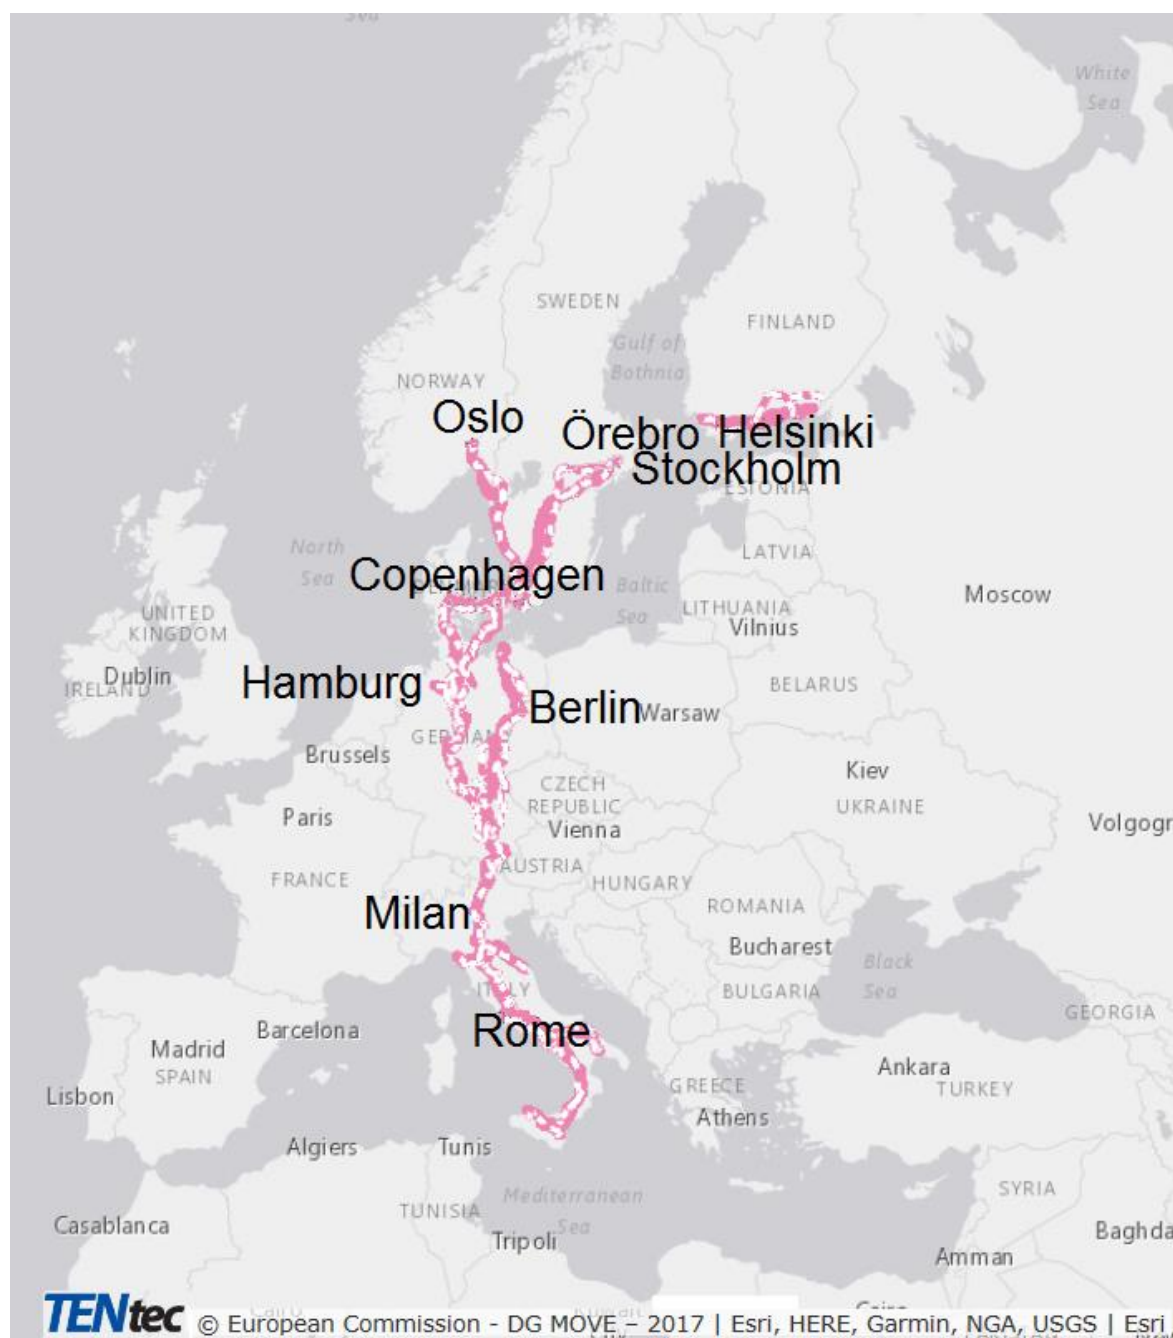 Sea
White
Sea
SWEDEN
FINLAND
Gulf of
Bothnia
NORWAY
Oslo
Örebro
Helsinki
Stockholm
ESTONIA
North
Sea
LATVIA
Copenhagen
Baltic
Sea
Moscow
LITHUANIA
UNITED
KINGDOM
Vilnius
Dublin
IRELAND
Hamburg
BELARUS
Berlin
Warsaw
GERMANY
Brussels
Kiev
CZECH
REPUBLIC
UKRAINE
Paris
Vienna
Volgogr
AUSTRIA
FRANCE
HUNGARY
Milan
ROMANIA
Bucharest
Black
Sea
ITALY
BULGARIA
GEORGIA
Barcelona
Rome
Madrid
SPAIN
Ankara
TURKEY
Lisbon
GREECE
Athens
Algiers
Tunis
SYRIA
Mediterranean
Sea
TUNISIA
Casablanca
Tripoli
Baghda
Amman
TENtec © European Commission - DG MOVE – 2017 | Esri, HERE, Garmin, NGA, USGS | Esri